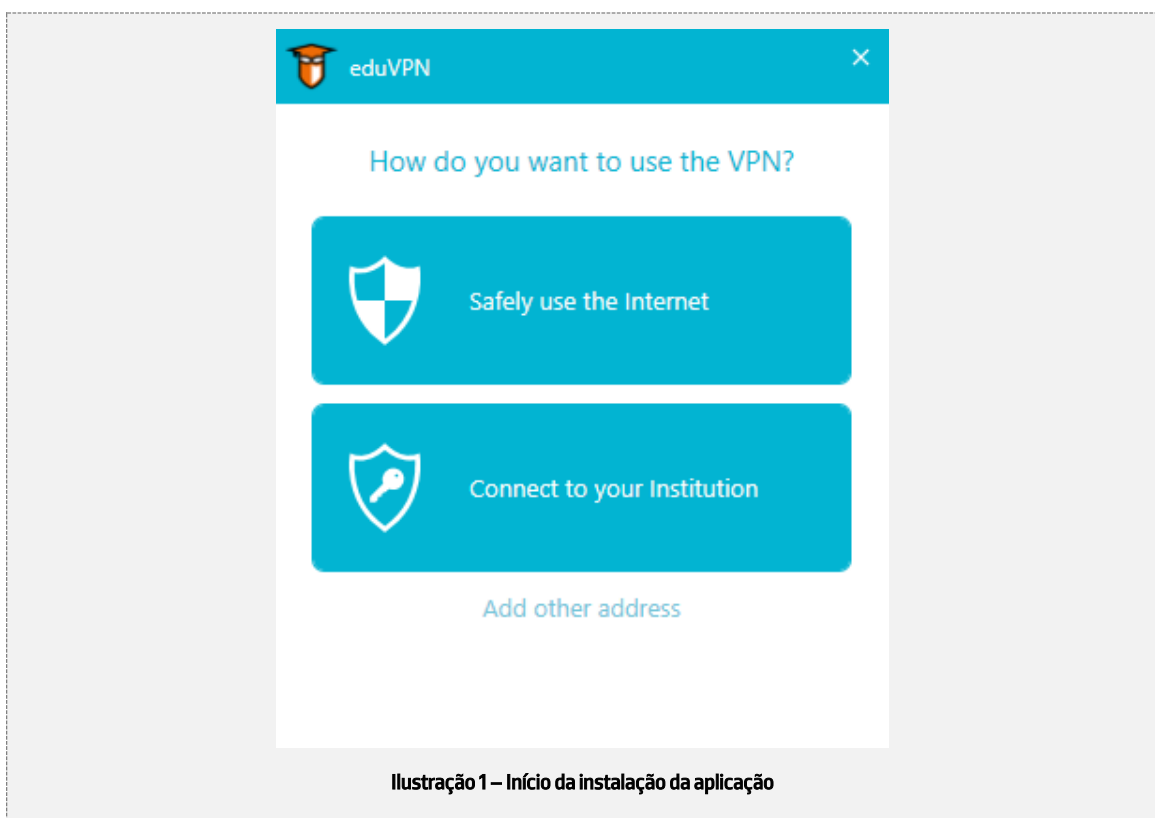 eduVPN
How do you want to use the VPN?
Safely use the Internet
Connect to your Institution
Add other address
Ilustração 1 – Início da instalação da aplicação